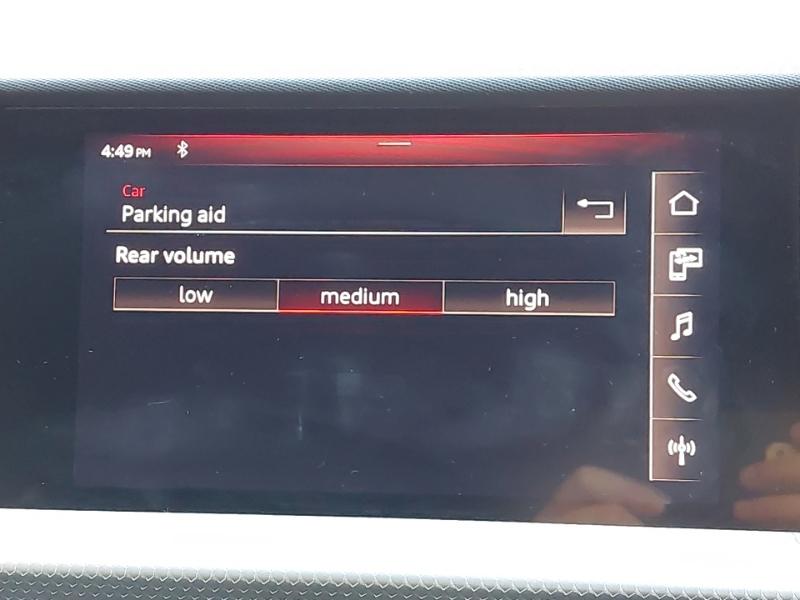 4:49 PM
Car
Parking aid
Rear volume
low medium high